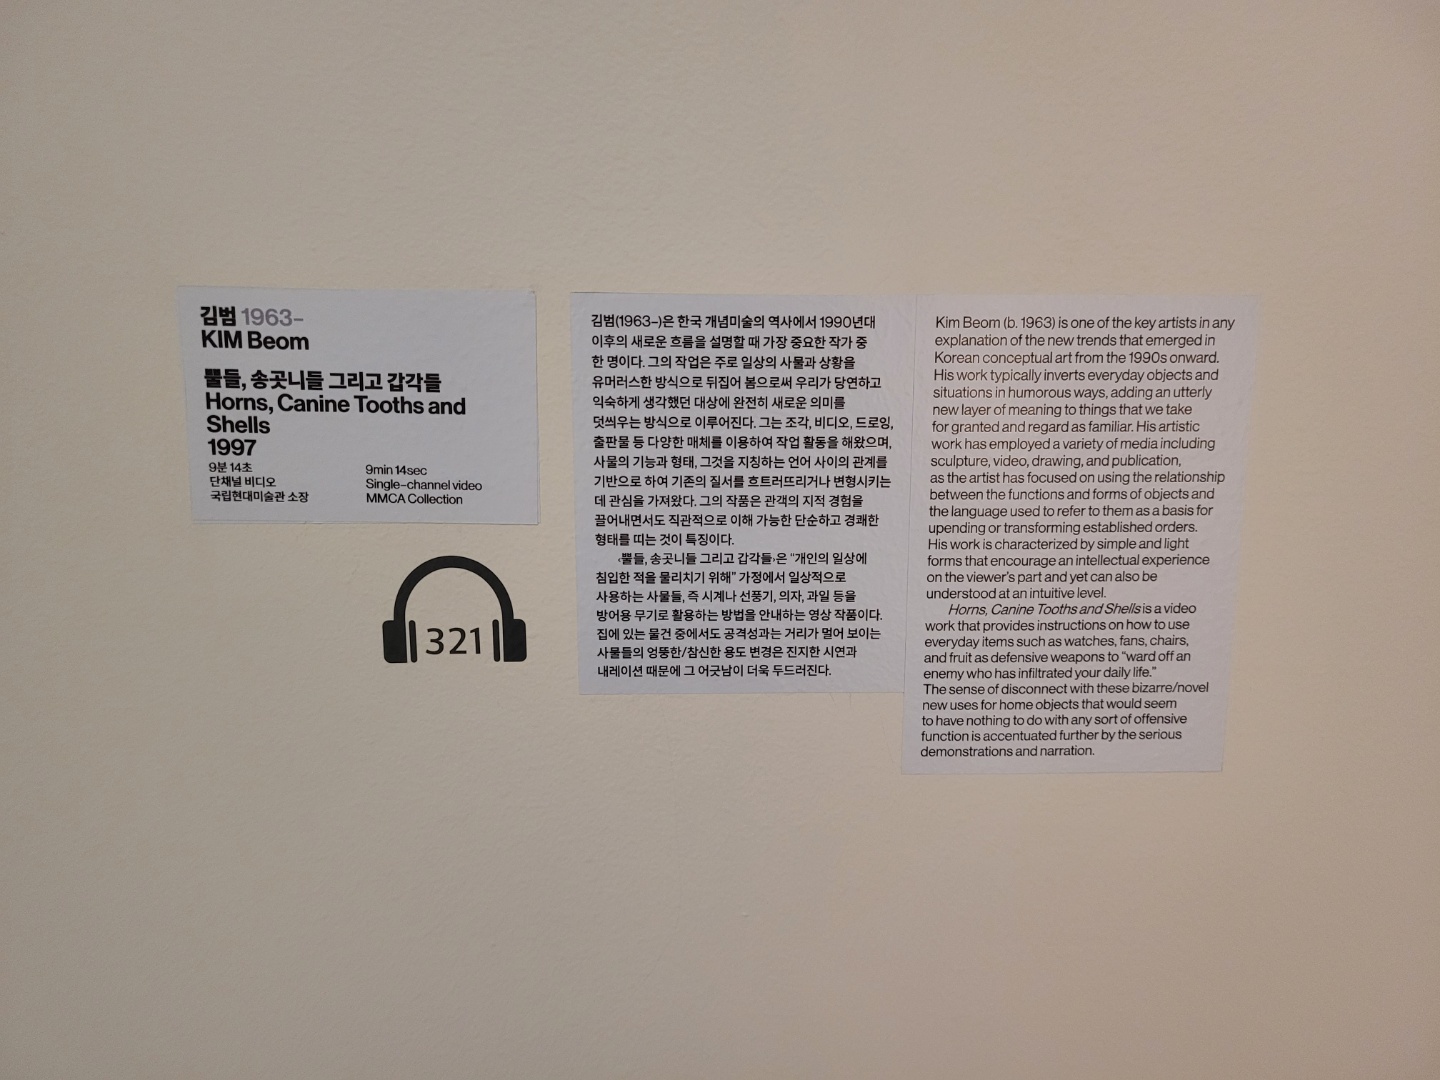 김범 1963–
KIM Beom
뿔들, 송곳니들 그리고 갑각들
Horns, Canine Tooths and
Shells
1997
9분 14초
단채널 비디오
국립현대미술관 소장
9min 14sec
Single-channel video
MMCA Collection
321
김범(1963–)은 한국 개념미술의 역사에서 1990년대
이후의 새로운 흐름을 설명할 때 가장 중요한 작가 중
한 명이다. 그의 작업은 주로 일상의 사물과 상황을
유머러스한 방식으로 뒤집어 봄으로써 우리가 당연하고
익숙하게 생각했던 대상에 완전히 새로운 의미를
덧씌우는 방식으로 이루어진다. 그는 조각, 비디오, 드로잉,
출판물 등 다양한 매체를 이용하여 작업 활동을 해왔으며,
사물의 기능과 형태, 그것을 지칭하는 언어 사이의 관계를
기반으로 하여 기존의 질서를 흐트러뜨리거나 변형시키는
데 관심을 가져왔다. 그의 작품은 관객의 지적 경험을
끌어내면서도 직관적으로 이해 가능한 단순하고 경쾌한
형태를 띠는 것이 특징이다.
‹뿔들, 송곳니들 그리고 갑각들›은 “개인의 일상에
침입한 적을 물리치기 위해” 가정에서 일상적으로
사용하는 사물들, 즉 시계나 선풍기, 의자, 과일 등을
방어용 무기로 활용하는 방법을 안내하는 영상 작품이다.
집에 있는 물건 중에서도 공격성과는 거리가 멀어 보이는
사물들의 엉뚱한/참신한 용도 변경은 진지한 시연과
내레이션 때문에 그 어긋남이 더욱 두드러진다.
Kim Beom (b. 1963) is one of the key artists in any
explanation of the new trends that emerged in
Korean conceptual art from the 1990s onward.
His work typically inverts everyday objects and
situations in humorous ways, adding an utterly
new layer of meaning to things that we take
for granted and regard as familiar. His artistic
work has employed a variety of media including
sculpture, video, drawing, and publication,
as the artist has focused on using the relationship
between the functions and forms of objects and
the language used to refer to them as a basis for
upending or transforming established orders.
His work is characterized by simple and light
forms that encourage an intellectual experience
on the viewer's part and yet can also be
understood at an intuitive level.
Horns, Canine Tooths and Shells is a video
work that provides instructions on how to use
everyday items such as watches, fans, chairs,
and fruit as defensive weapons to “ward off an
enemy who has infiltrated your daily life.”
The sense of disconnect with these bizarre/novel
new uses for home objects that would seem
to have nothing to do with any sort of offensive
function is accentuated further by the serious
demonstrations and narration.